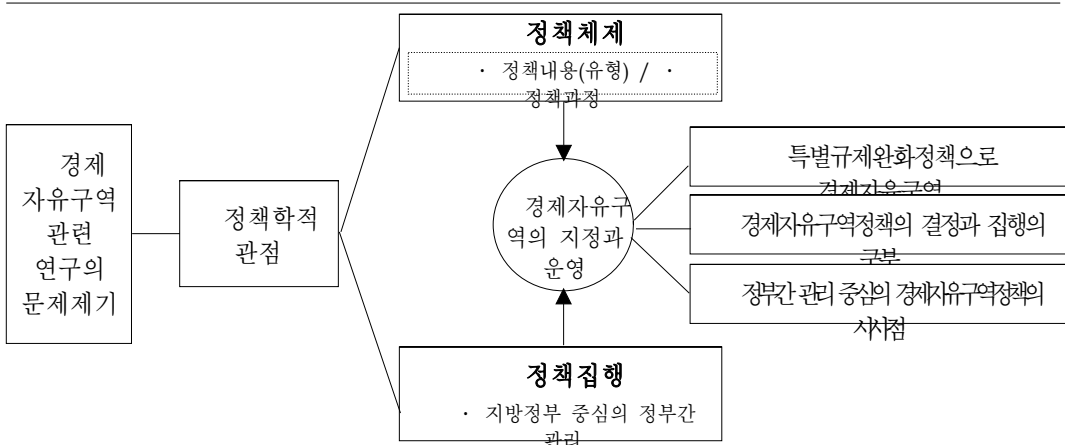 정책체제
· 정책내용(유형) / ·
정책과정
경제
자유구역
관련
연구의
문제제기
정책학적
관점
경제자유구
역의 지정과
운영
특별규제완화정책으로
경제자유구역
경제자유구역정책의 결정과 집행의
구분
정부간 관리 중심의 경제자유구역정책의
시사점
정책집행
· 지방정부 중심의 정부간
관리